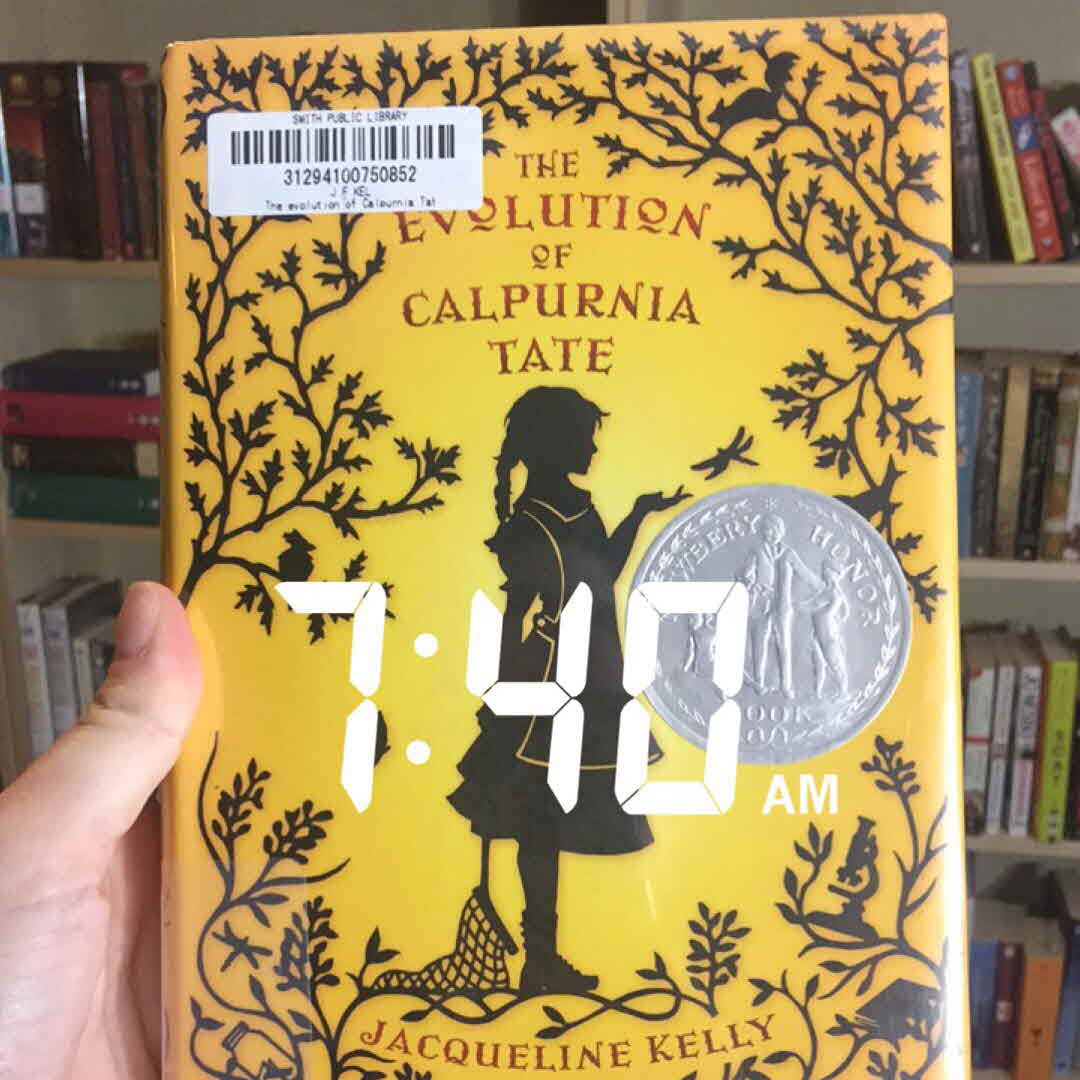 SMITH PUBLIC LIBRARY
31294100750852
J F KEL
The evolution of Calpurnia Tat
THE
EVOLUTION
OF
CALPURNIA
TATE
HONOR
BOOK
7:40 AM
JACQUELINE KELLY